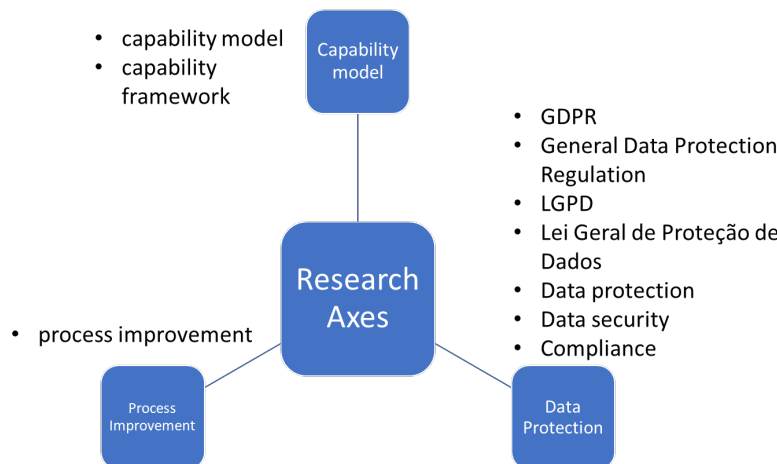 • capability model
• capability
framework
Capability
model
• GDPR
• General Data Protection
Regulation
• LGPD
• Lei Geral de Proteção de
Dados
• Data protection
• Data security
• Compliance
Research
Axes
• process improvement
Process
Improvement
Data
Protection